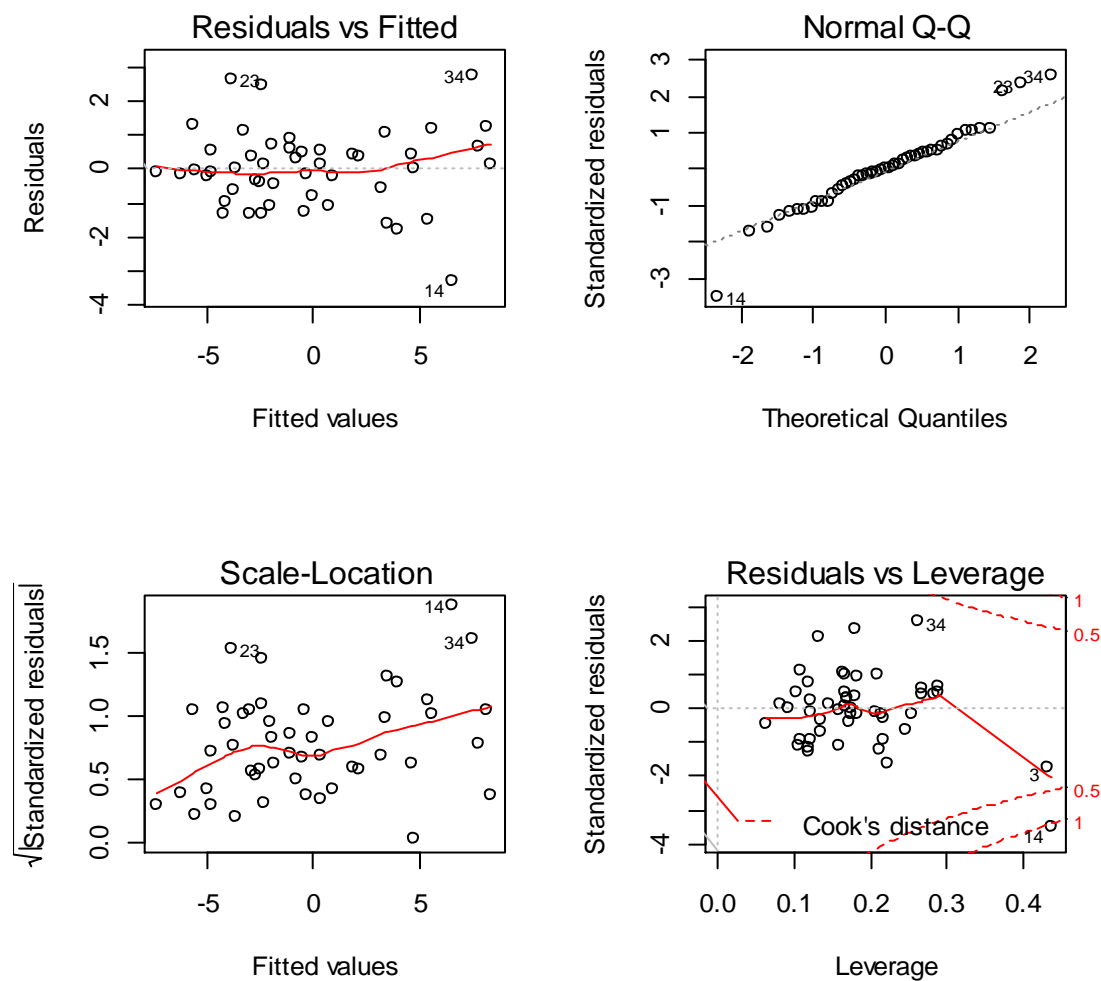 Residuals vs Fitted
Residuals
-4 -2 0 2
23
34
14
-5 0 5
Fitted values
Normal Q-Q
Standardized residuals
-3 -1 1 2 3
23
34
14
-2 -1 0 1 2
Theoretical Quantiles
Scale-Location
√|Standardized residuals|
0.0 0.5 1.0 1.5
14
23
34
-5 0 5
Fitted values
Residuals vs Leverage
Standardized residuals
-4 -2 0 2
34
1
0.5
3
0.5
1
14
Cook's distance
0.0 0.1 0.2 0.3 0.4
Leverage